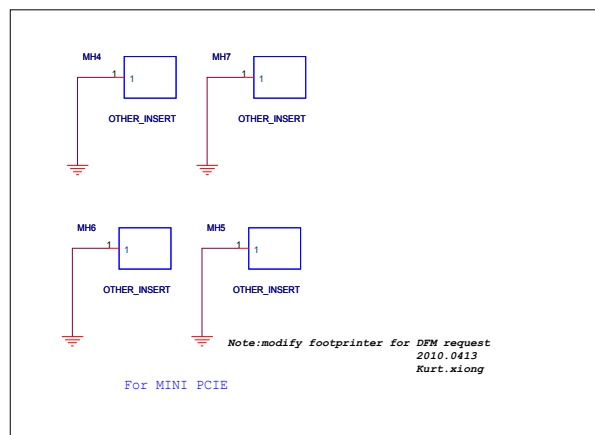 MH4 MH7
1 1 1 1
OTHER_INSERT OTHER_INSERT
MH6 MH5
1 1 1 1
OTHER_INSERT OTHER_INSERT
Note:modify footprinter for DFM request
2010.0413
Kurt.xiong
For MINI PCIE